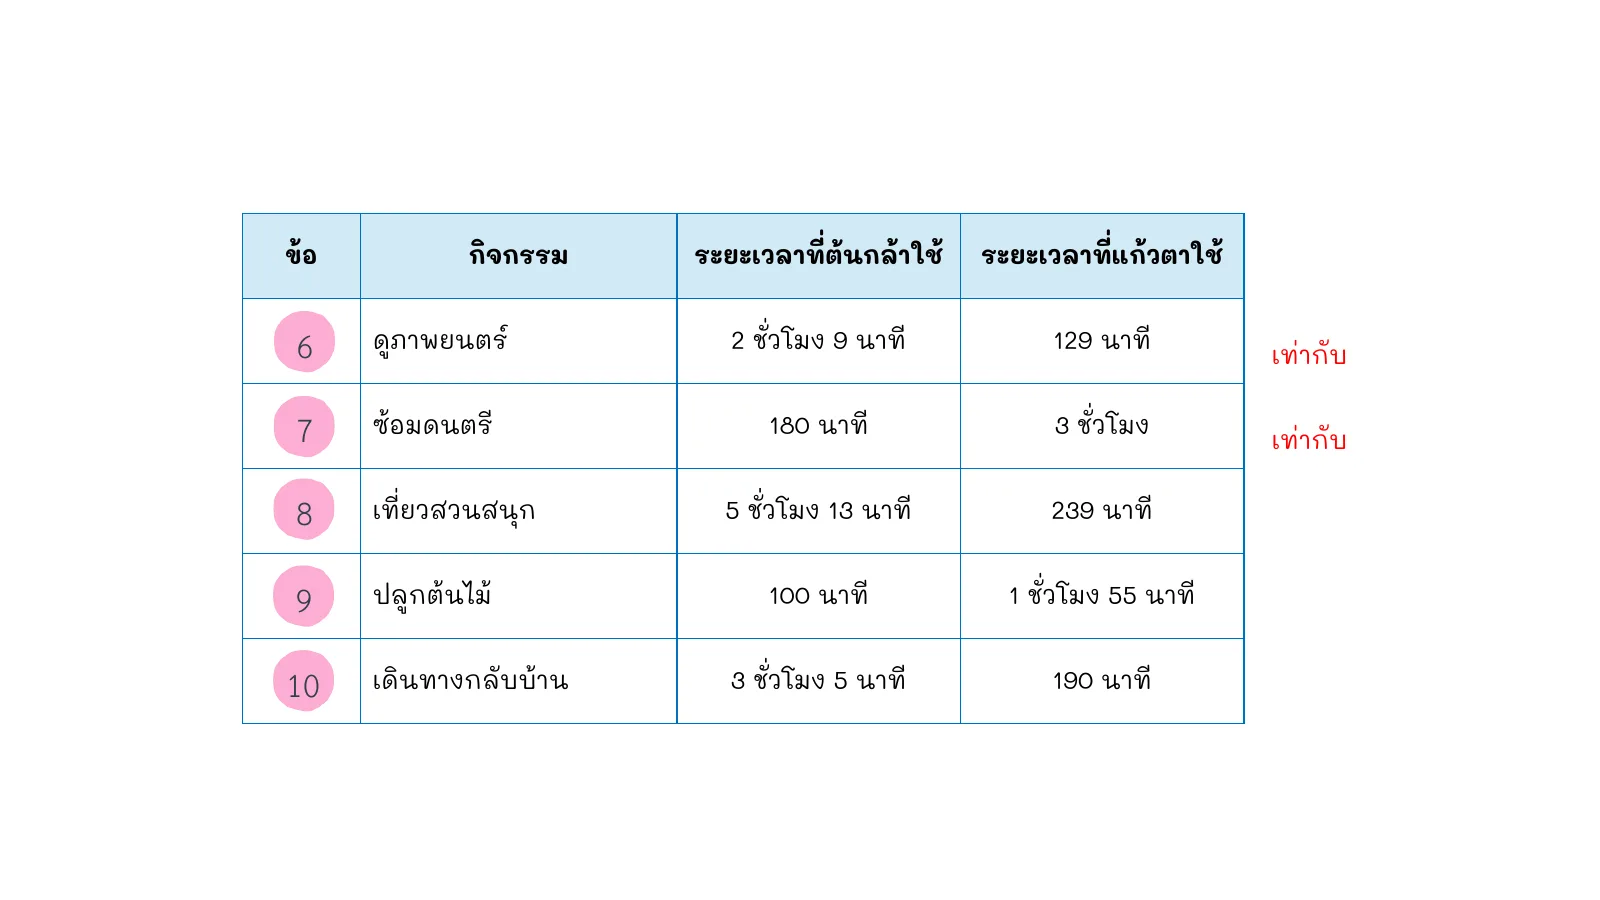 ข้อ กิจกรรม ระยะเวลาที่ต้นกล้าใช้ ระยะเวลาที่แก้วตาใช้
6 ดูภาพยนตร์ 2 ชั่วโมง 9 นาที 129 นาที เท่ากับ
7 ซ้อมดนตรี 180 นาที 3 ชั่วโมง เท่ากับ
8 เที่ยวสวนสนุก 5 ชั่วโมง 13 นาที 239 นาที
9 ปลูกต้นไม้ 100 นาที 1 ชั่วโมง 55 นาที
10 เดินทางกลับบ้าน 3 ชั่วโมง 5 นาที 190 นาที